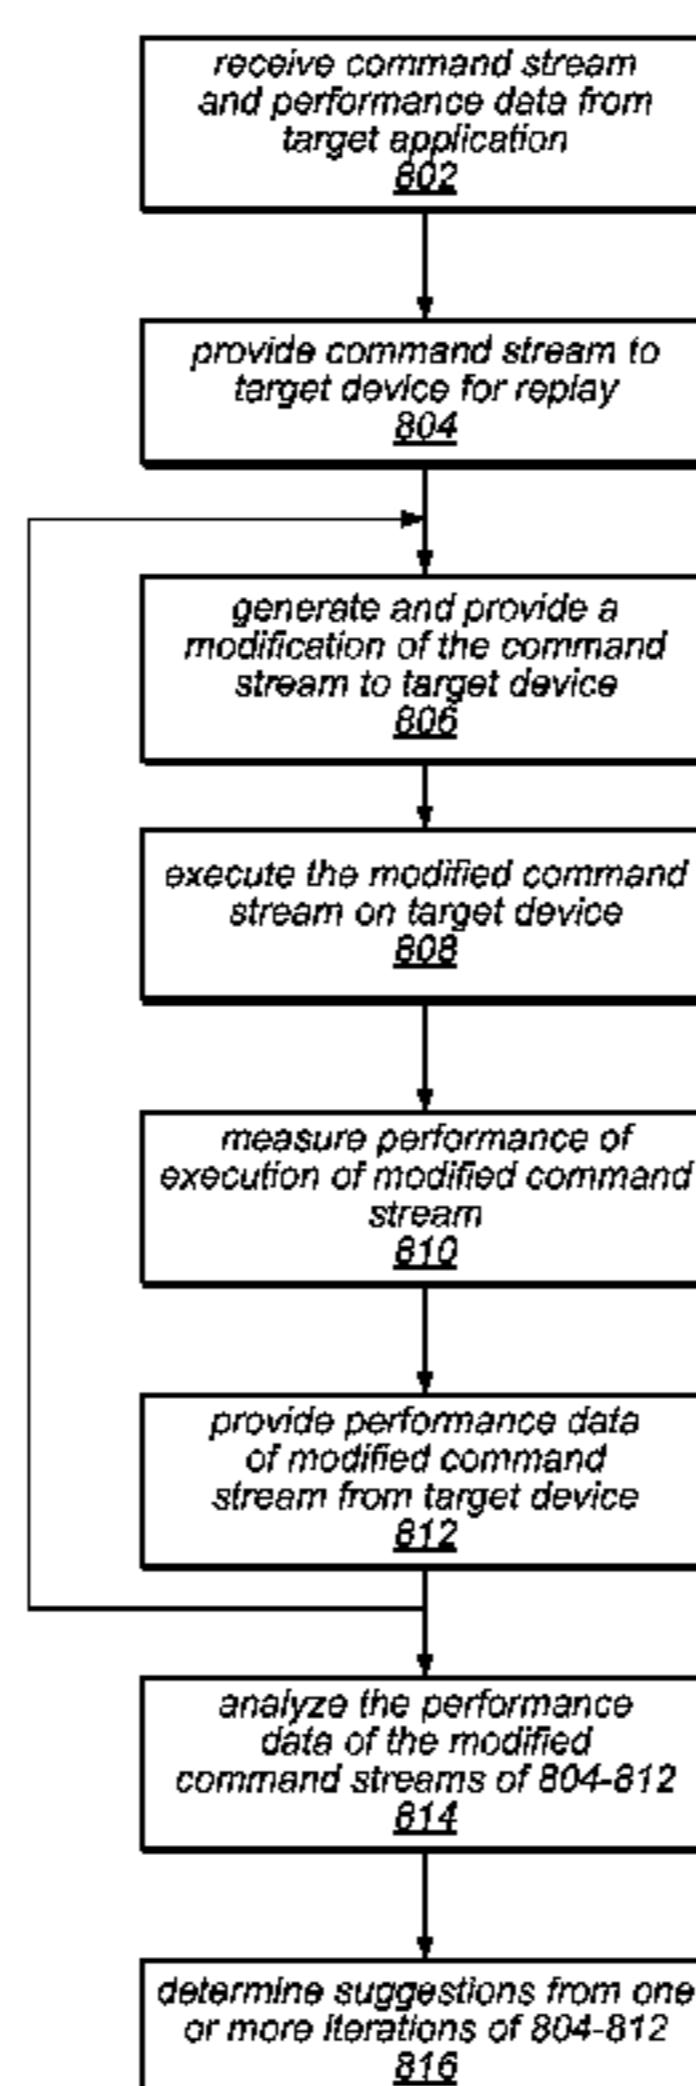 receive command stream
and performance data from
target application
802
provide command stream to
target device for replay
804
generate and provide a
modification of the command
stream to target device
806
execute the modified command
stream on target device
808
measure performance of
execution of modified command
stream
810
provide performance data
of modified command
stream from target device
812
analyze the performance
data of the modified
command streams of 804-812
814
determine suggestions from one
or more iterations of 804-812
816